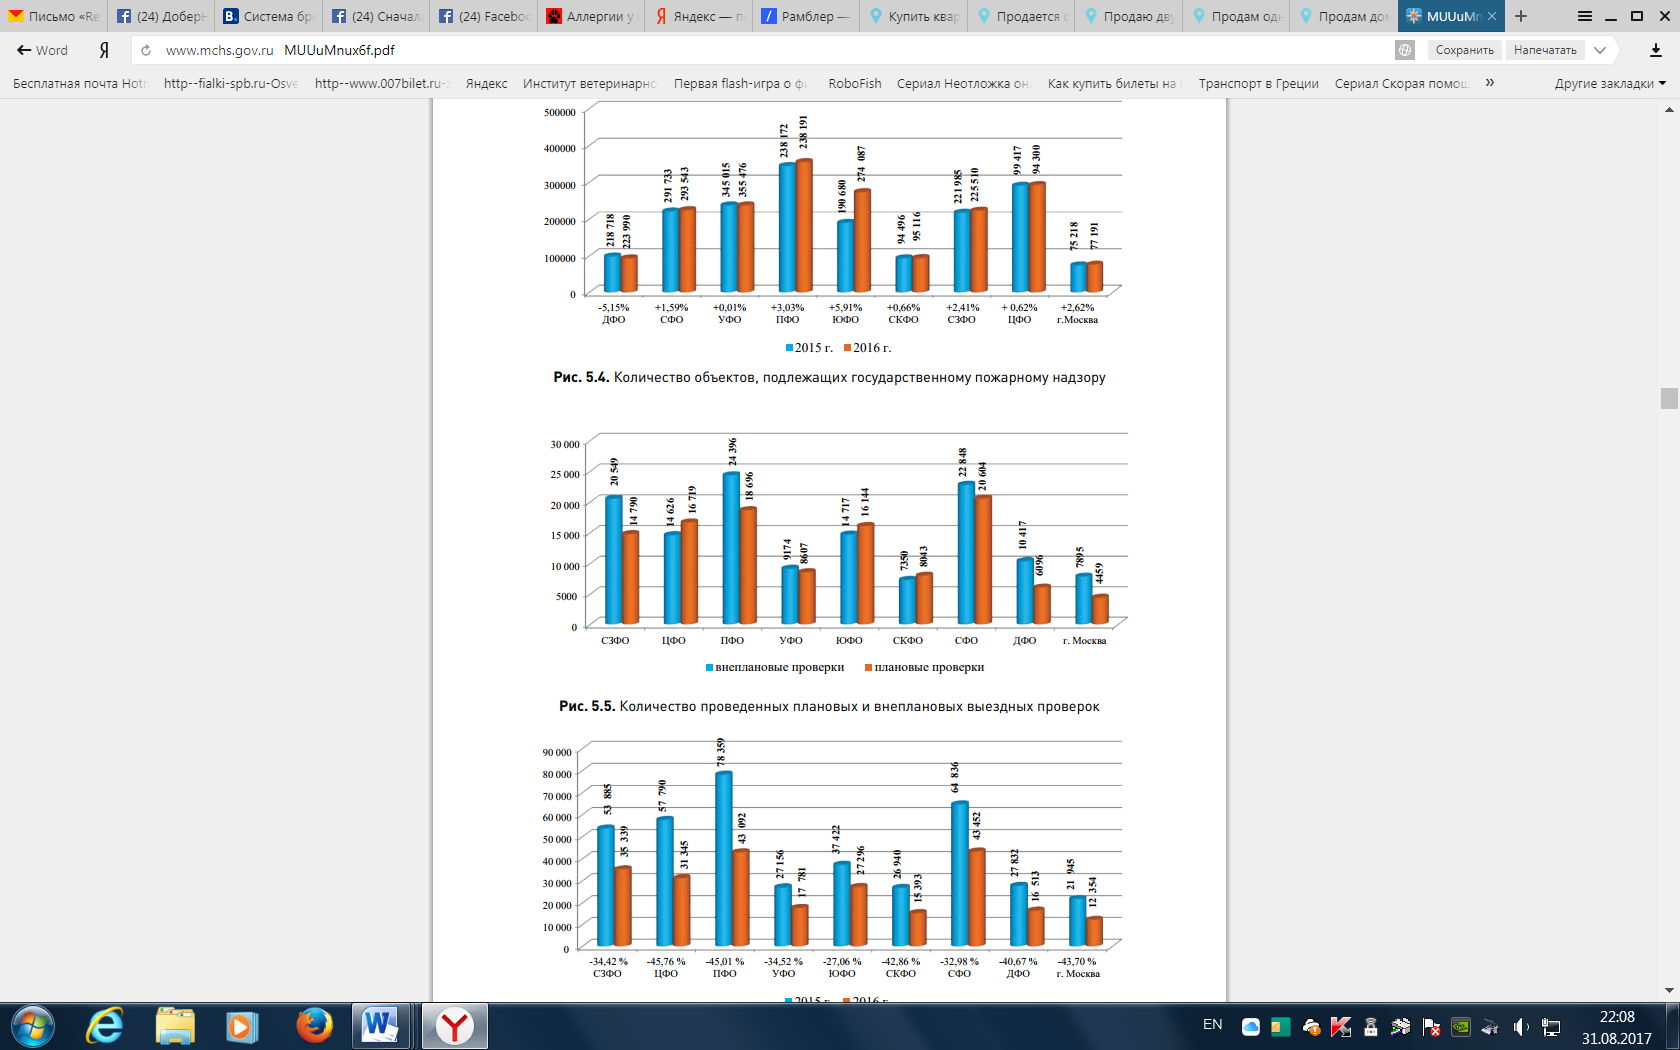 Письмо «Re
(24) ДоберН
Система бро
(24) Сначала
(24) Faceboo
Аллергии у
Яндекс — п
Рамблер —
Купить квар
Продается с
Продаю дву
Продам одн
Продам дом
MUUuMn
Word
www.mchs.gov.ru MUUuMnux6f.pdf
Сохранить
Напечатать
Бесплатная почта Hotm
http--fialki-spb.ru-Osve
http--www.007bilet.ru-z
Яндекс
Институт ветеринарно
Первая flash-игра о фи
RoboFish
Сериал Неотложка он
Как купить билеты на п
Транспорт в Греции
Сериал Скорая помощ
»
Другие закладки
500000
400000
300000
200000
100000
0
218 718
223 990
291 733
293 543
345 015
355 476
238 172
238 191
190 680
274 087
94 496
95 116
221 985
225 510
99 417
94 300
75 218
77 191
-5,15% +1,59% +0,01% +3,03% +5,91% +0,66% +2,41% + 0,62% +2,62%
ДФО СФО УФО ПФО ЮФО СКФО СЗФО ЦФО г.Москва
2015 г. 2016 г.
Рис. 5.4. Количество объектов, подлежащих государственному пожарному надзору
30 000
25 000
20 000
15 000
10 000
5000
0
20 549
14 790
14 626
16 719
24 396
18 696
9174
8607
14 717
16 144
7350
8043
22 848
20 604
10 417
6096
7895
4459
СЗФО ЦФО ПФО УФО ЮФО СКФО СФО ДФО г. Москва
внеплановые проверки плановые проверки
Рис. 5.5. Количество проведенных плановых и внеплановых выездных проверок
90 000
80 000
70 000
60 000
50 000
40 000
30 000
20 000
10 000
0
53 885
35 339
57 790
31 345
78 359
43 092
27 156
17 781
37 422
27 296
26 940
15 393
64 836
43 452
27 832
16 513
21 945
12 354
-34,42 % -45,76 % -45,01 % -34,52 % -27,06 % -42,86 % -32,98 % -40,67 % -43,70 %
СЗФО ЦФО ПФО УФО ЮФО СКФО СФО ДФО г. Москва
2015 г. 2016 г.
EN
22:08
31.08.2017